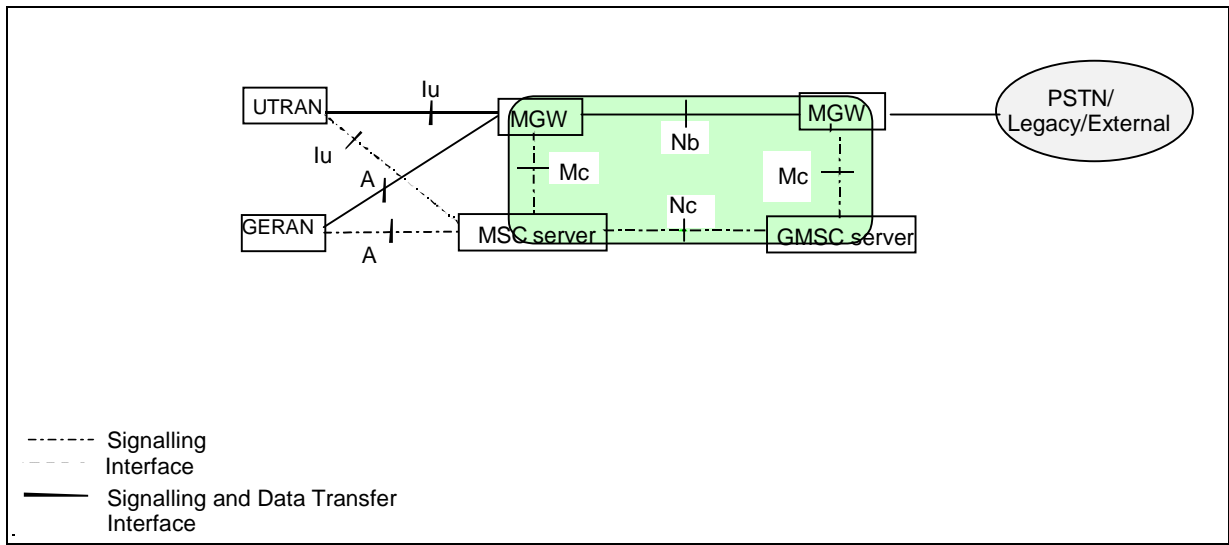 Iu
UTRAN
MGW
MGW
PSTN/
Legacy/External
Nb
Iu
A
Mc
Mc
Nc
GERAN
MSC server
GMSC server
A
Signalling
Interface
Signalling and Data Transfer
Interface